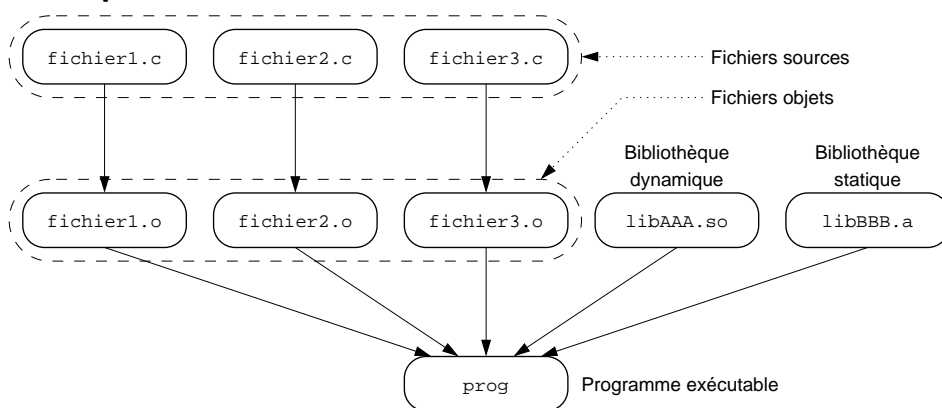 fichier1.c
fichier2.c
fichier3.c
Fichiers sources
Fichiers objets
Bibliothèque
dynamique
Bibliothèque
statique
fichier1.o
fichier2.o
fichier3.o
libAAA.so
libBBB.a
prog
Programme exécutable